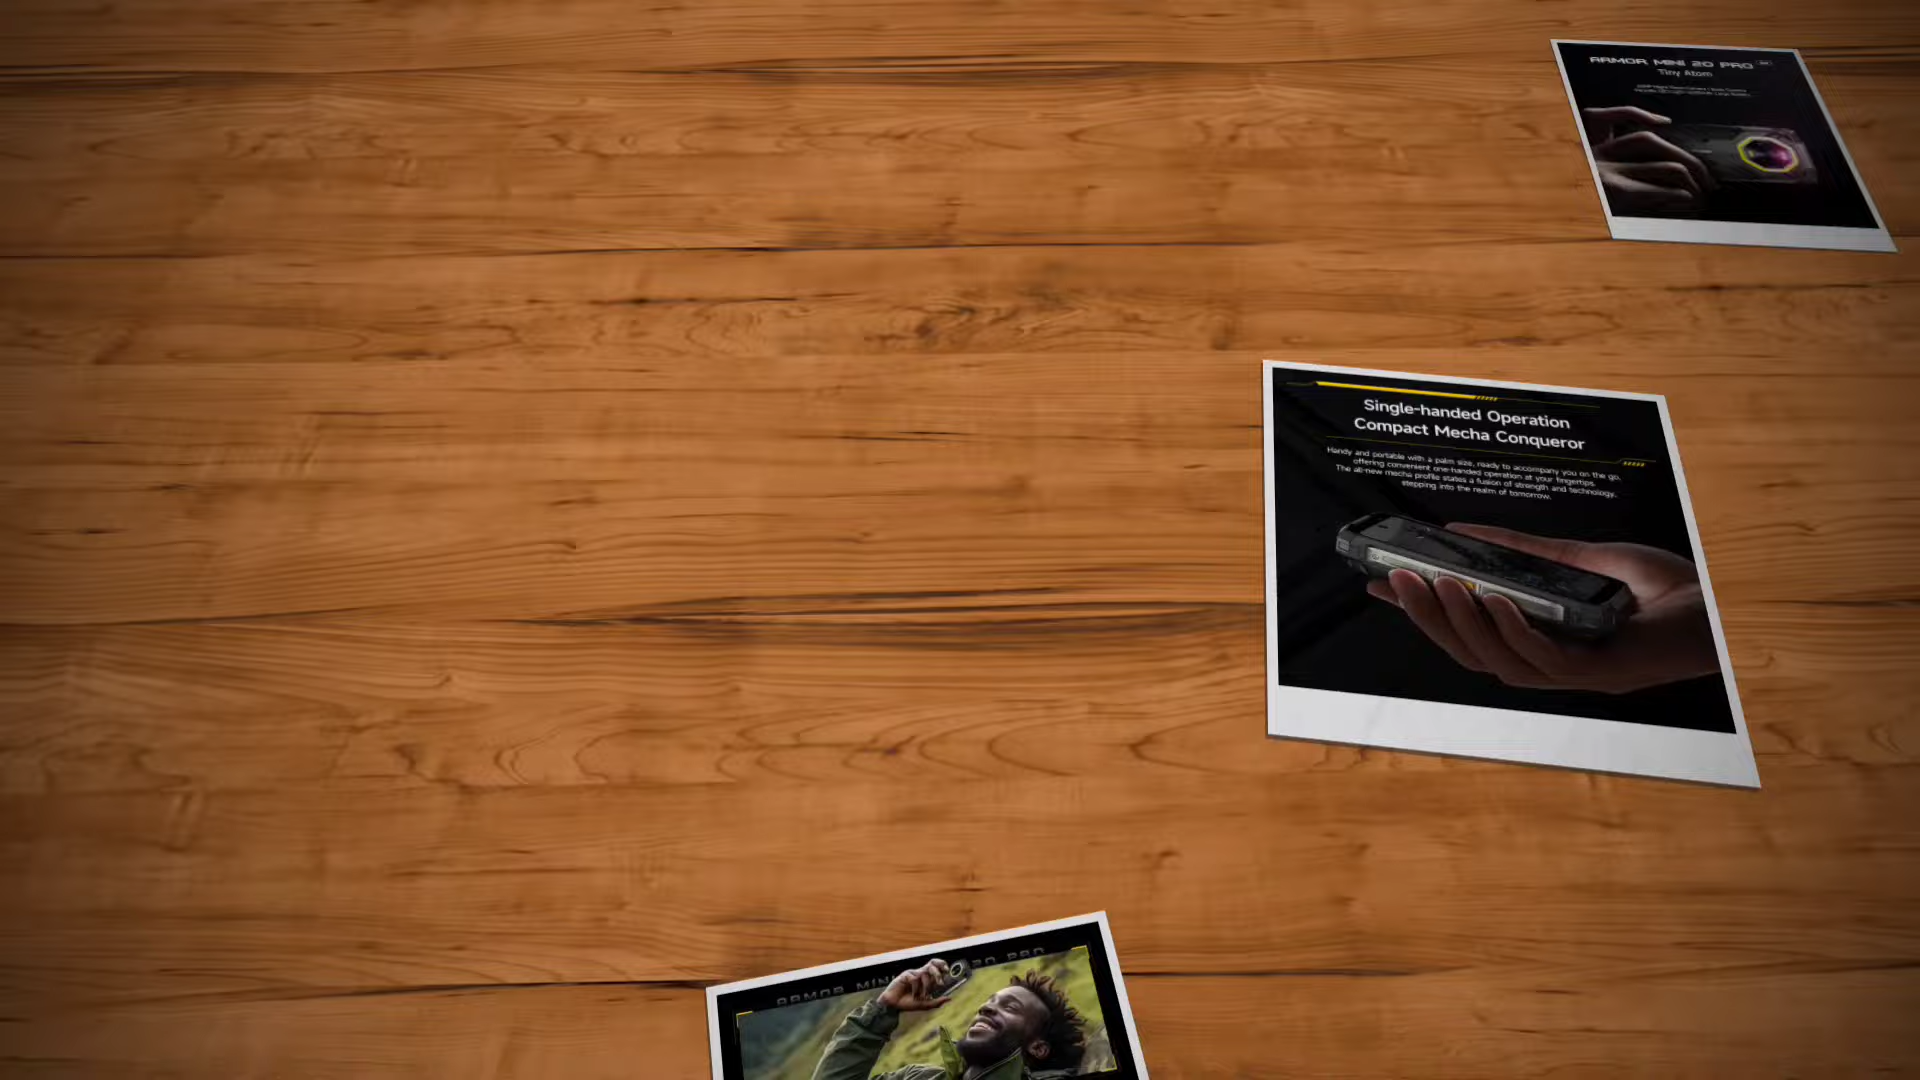 ARMOR MINI 20 PRO
Tiny Atom
Single-handed Operation
Compact Mecha Conqueror
Handy and portable with a palm size, ready to accompany you on the go,
offering convenient one-handed operation at your fingertips.
The all-new mecha profile states a fusion of strength and technology,
stepping into the realm of tomorrow.
ARMOR MINI 20 PRO